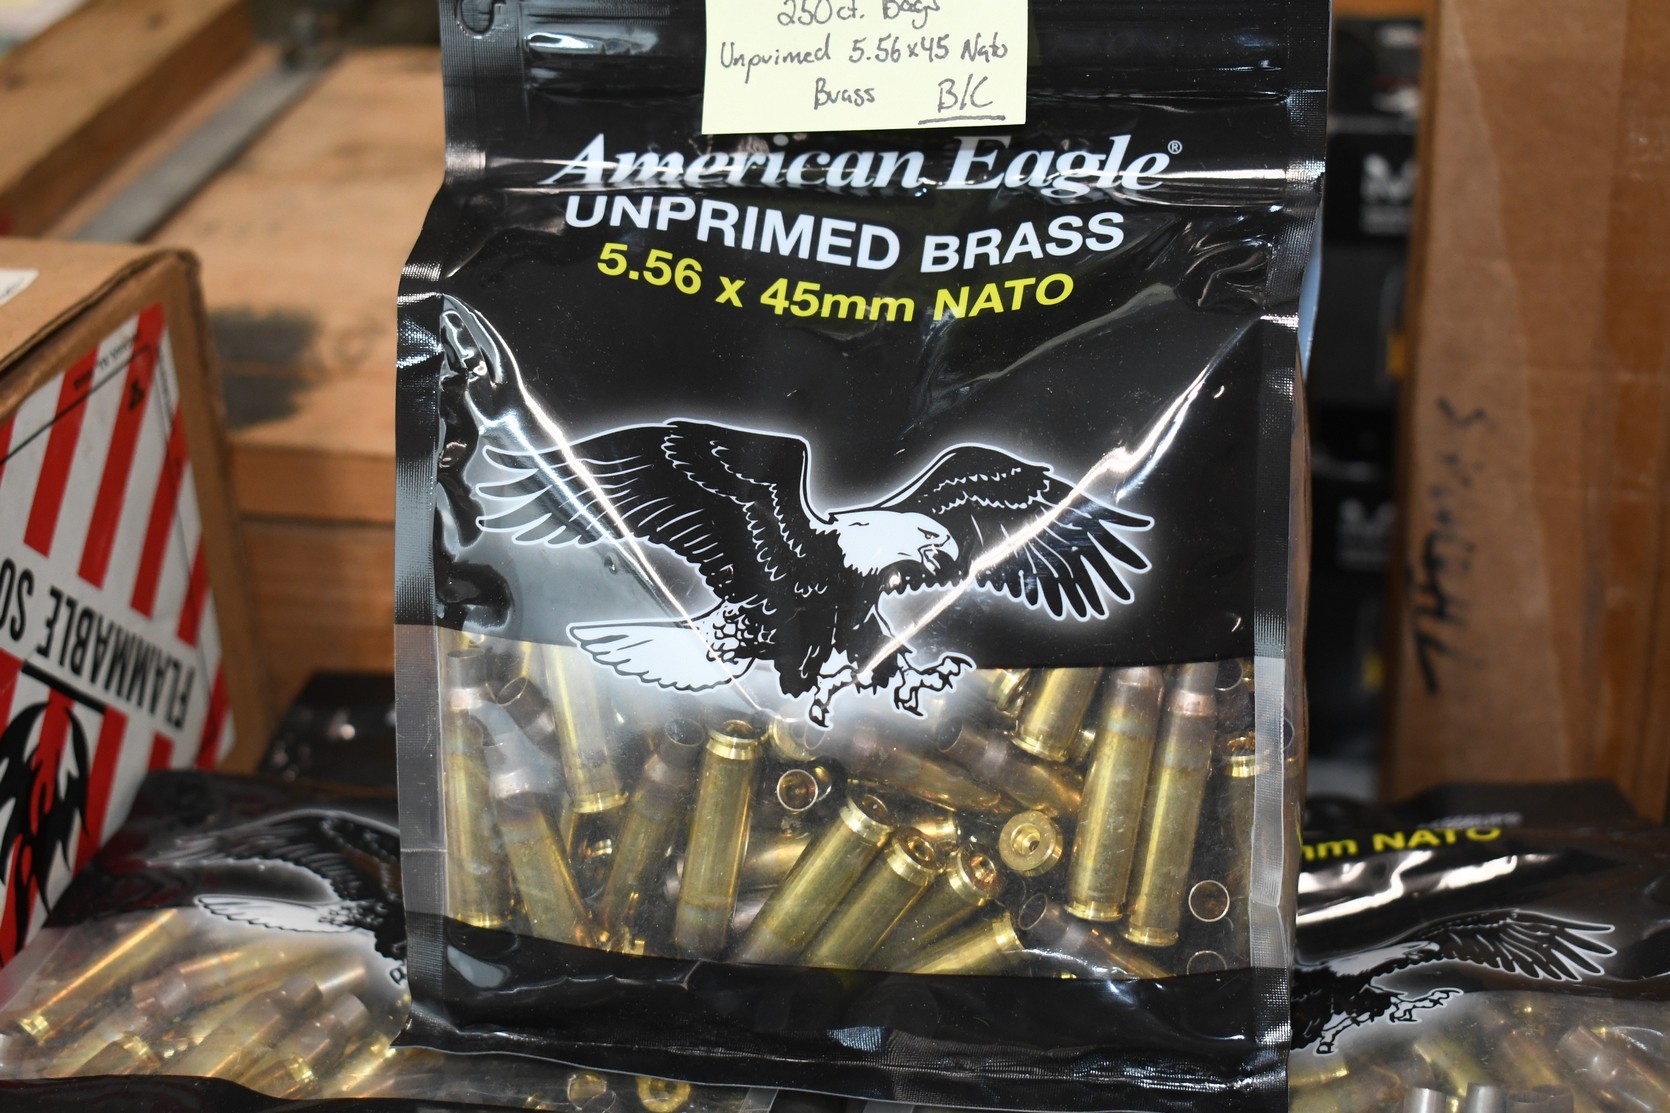 250ct. Bags
Unprimed 5.56x45 Nato
Brass B/C
American Eagle®
UNPRIMED BRASS
5.56 x 45mm NATO
FLAMMABLE SO
mm NATO
THOMAS